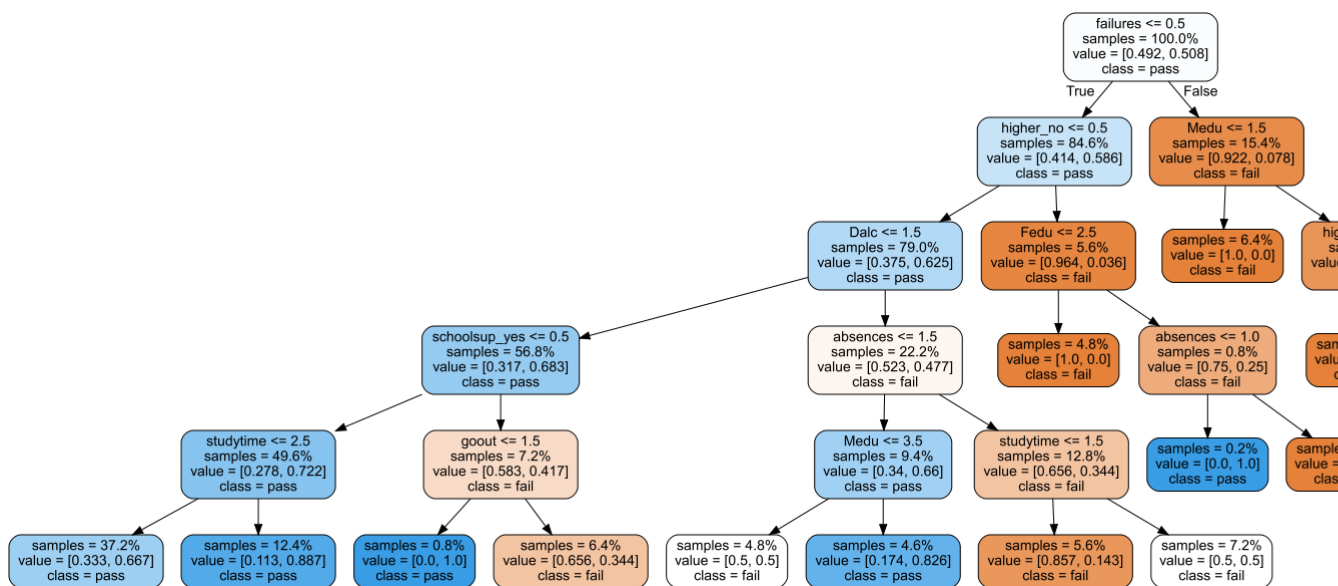 failures <= 0.5
samples = 100.0%
value = [0.492, 0.508]
class = pass
True
False
higher_no <= 0.5
samples = 84.6%
value = [0.414, 0.586]
class = pass
Medu <= 1.5
samples = 15.4%
value = [0.922, 0.078]
class = fail
Dalc <= 1.5
samples = 79.0%
value = [0.375, 0.625]
class = pass
Fedu <= 2.5
samples = 5.6%
value = [0.964, 0.036]
class = fail
samples = 6.4%
value = [1.0, 0.0]
class = fail
schoolsup_yes <= 0.5
samples = 56.8%
value = [0.317, 0.683]
class = pass
absences <= 1.5
samples = 22.2%
value = [0.523, 0.477]
class = fail
samples = 4.8%
value = [1.0, 0.0]
class = fail
absences <= 1.0
samples = 0.8%
value = [0.75, 0.25]
class = fail
studytime <= 2.5
samples = 49.6%
value = [0.278, 0.722]
class = pass
goout <= 1.5
samples = 7.2%
value = [0.583, 0.417]
class = fail
Medu <= 3.5
samples = 9.4%
value = [0.34, 0.66]
class = pass
studytime <= 1.5
samples = 12.8%
value = [0.656, 0.344]
class = fail
samples = 0.2%
value = [0.0, 1.0]
class = pass
samples
value =
samples = 37.2%
value = [0.333, 0.667]
class = pass
samples = 12.4%
value = [0.113, 0.887]
class = pass
samples = 0.8%
value = [0.0, 1.0]
class = pass
samples = 6.4%
value = [0.656, 0.344]
class = fail
samples = 4.8%
value = [0.5, 0.5]
class = fail
samples = 4.6%
value = [0.174, 0.826]
class = pass
samples = 5.6%
value = [0.857, 0.143]
class = fail
samples = 7.2%
value = [0.5, 0.5]
class = fail